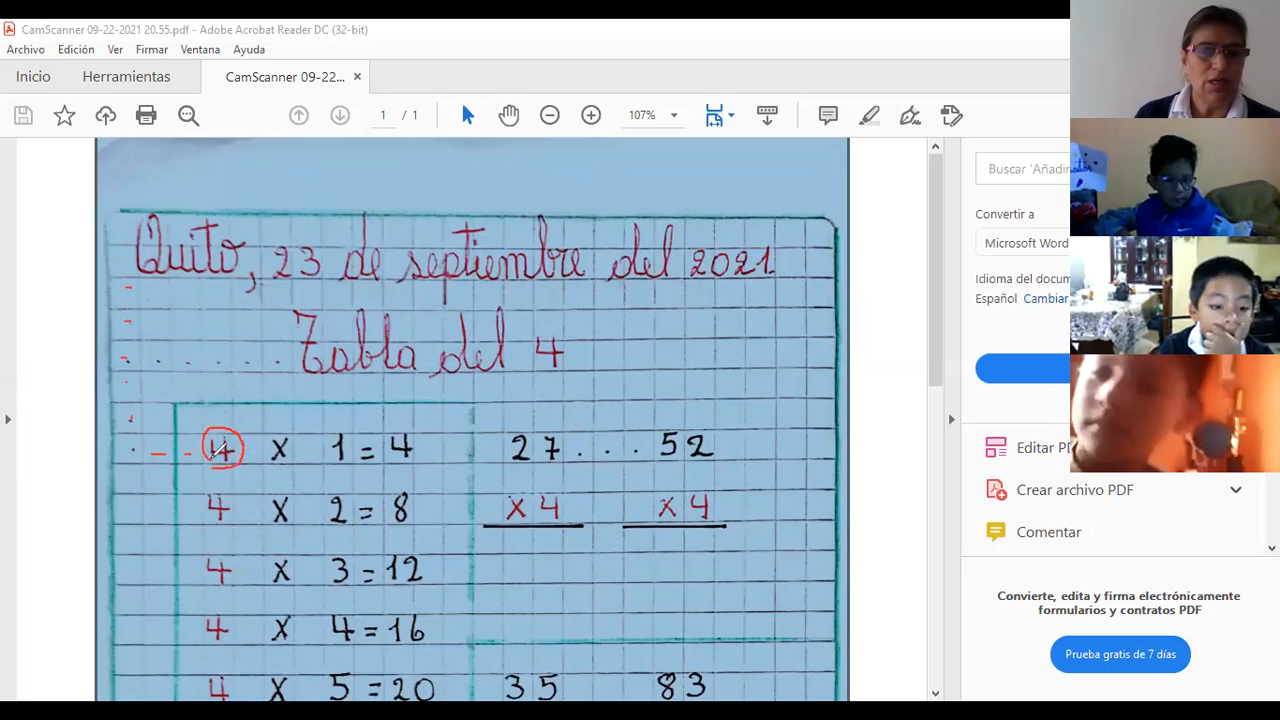 CamScanner 09-22-2021 20.55.pdf - Adobe Acrobat Reader DC (32-bit)
Archivo Edición Ver Firmar Ventana Ayuda
Inicio Herramientas CamScanner 09-22... ×
1 / 1 107%
Buscar 'Añadir
Convertir a
Microsoft Word
Idioma del docum
Español Cambiar
Editar PD
Crear archivo PDF
Comentar
Convierte, edita y firma electrónicamente
formularios y contratos PDF
Prueba gratis de 7 días
Quito, 23 de septiembre del 2021
Tabla del 4
4 x 1 = 4 27 . . . 52
4 x 2 = 8 x 4 x 4
4 x 3 = 12
4 x 4 = 16
4 x 5 = 20 35 83